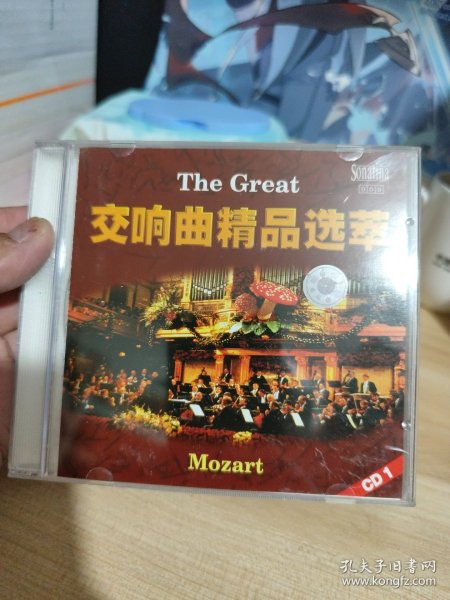 Sonatina
The Great
交响曲精品选萃
Mozart
CD 1
孔夫子旧书网
www.kongfz.com